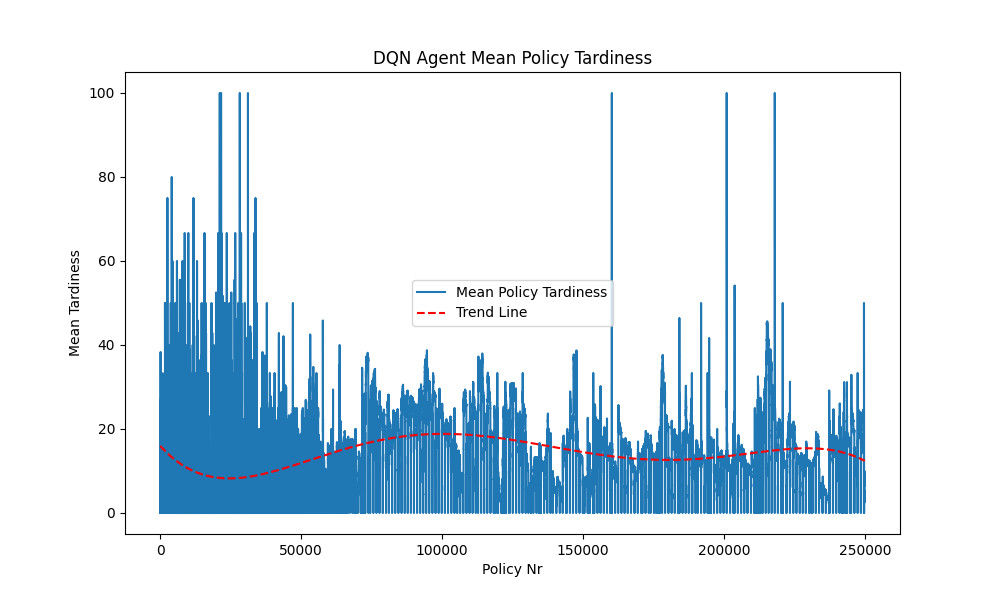 DQN Agent Mean Policy Tardiness
100
80
60
40
20
0
Mean Tardiness
Mean Policy Tardiness
Trend Line
0
50000
100000
150000
200000
250000
Policy Nr